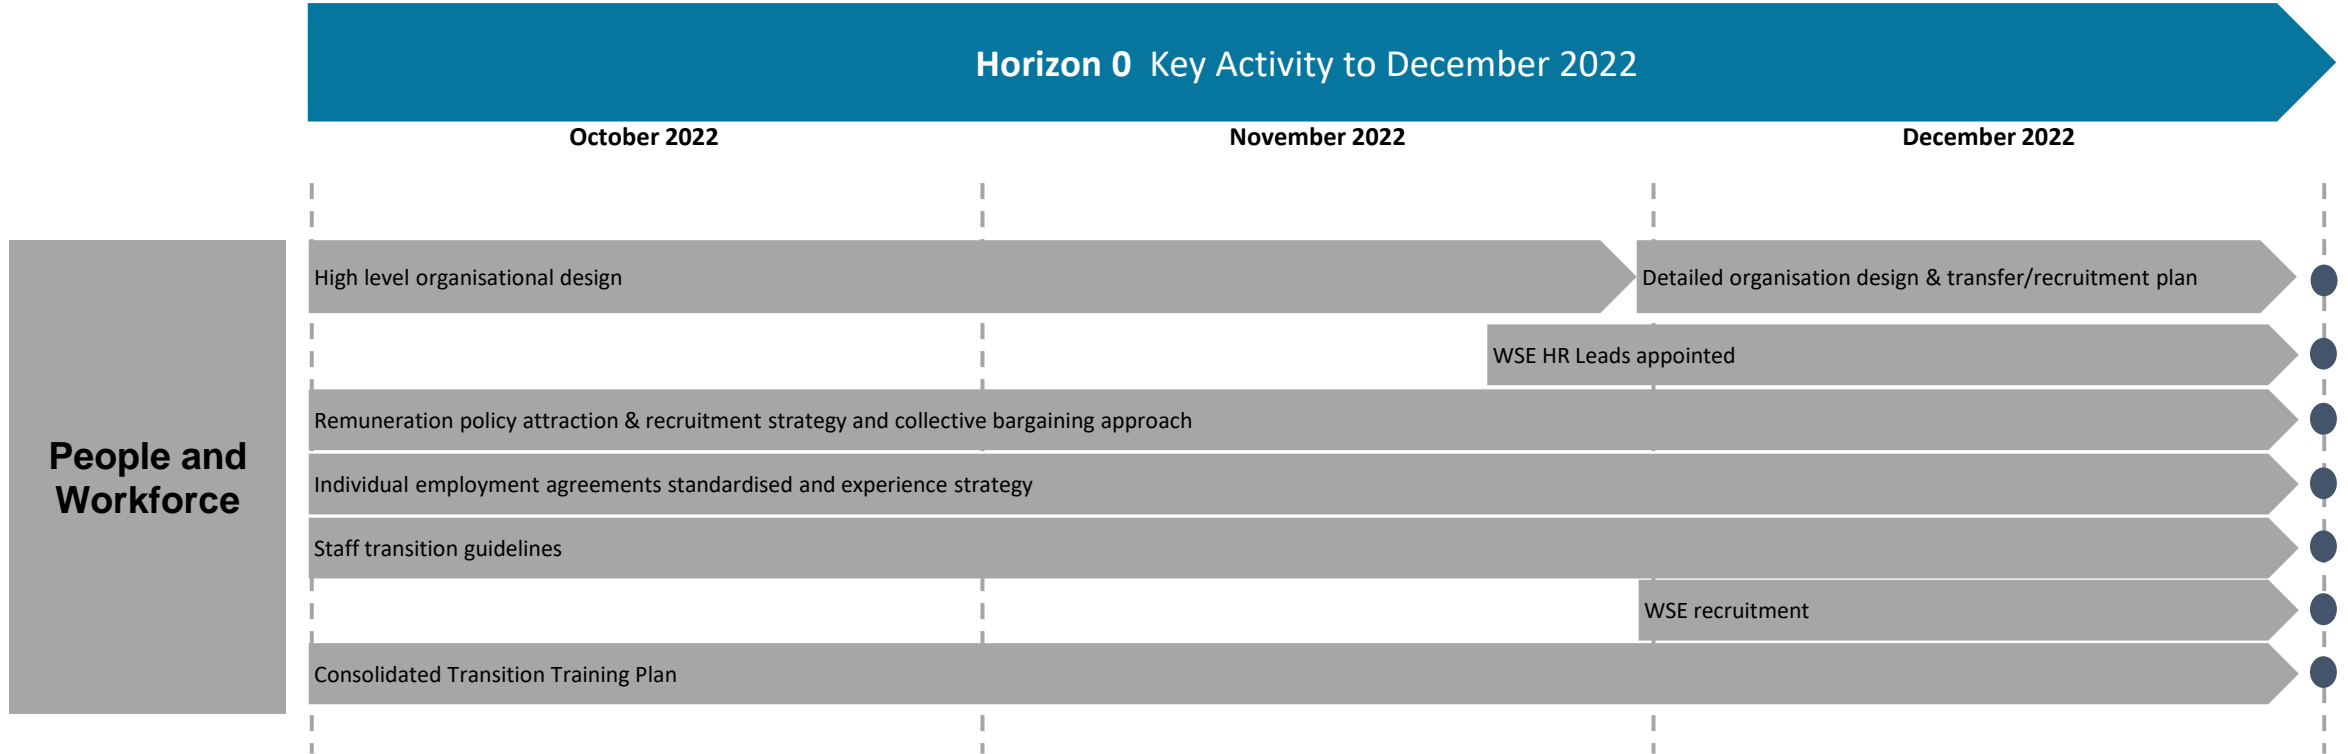 Horizon 0 Key Activity to December 2022
October 2022
November 2022
December 2022
People and
Workforce
High level organisational design
Detailed organisation design & transfer/recruitment plan
WSE HR Leads appointed
Remuneration policy attraction & recruitment strategy and collective bargaining approach
Individual employment agreements standardised and experience strategy
Staff transition guidelines
WSE recruitment
Consolidated Transition Training Plan